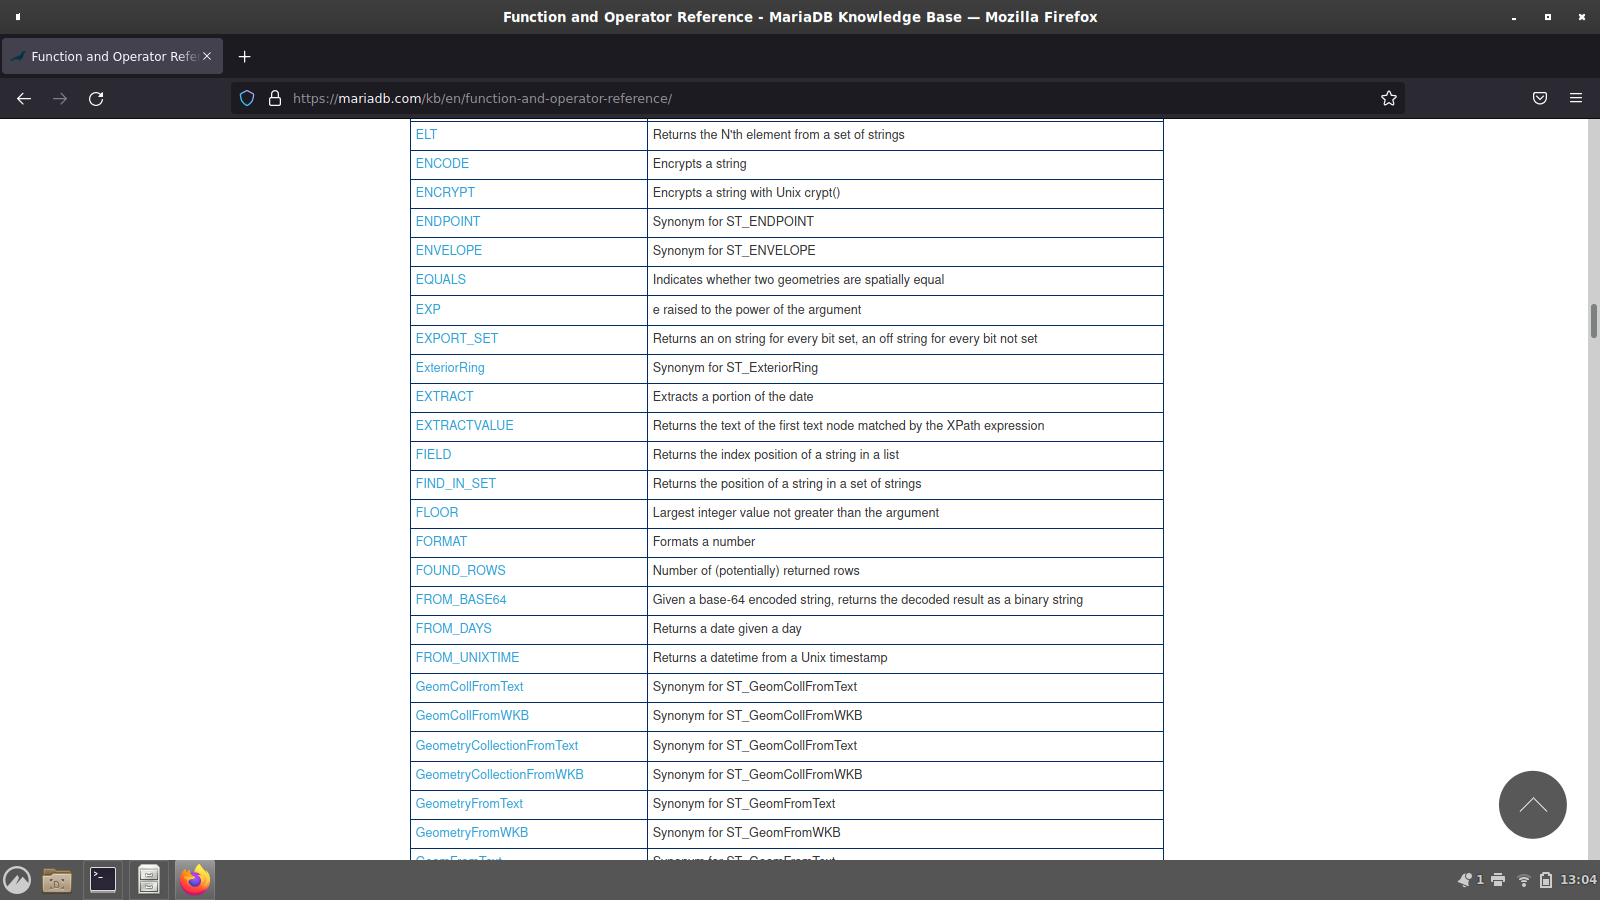 Function and Operator Reference - MariaDB Knowledge Base — Mozilla Firefox
Function and Operator Refe
https://mariadb.com/kb/en/function-and-operator-reference/
ELT Returns the N'th element from a set of strings
ENCODE Encrypts a string
ENCRYPT Encrypts a string with Unix crypt()
ENDPOINT Synonym for ST_ENDPOINT
ENVELOPE Synonym for ST_ENVELOPE
EQUALS Indicates whether two geometries are spatially equal
EXP e raised to the power of the argument
EXPORT_SET Returns an on string for every bit set, an off string for every bit not set
ExteriorRing Synonym for ST_ExteriorRing
EXTRACT Extracts a portion of the date
EXTRACTVALUE Returns the text of the first text node matched by the XPath expression
FIELD Returns the index position of a string in a list
FIND_IN_SET Returns the position of a string in a set of strings
FLOOR Largest integer value not greater than the argument
FORMAT Formats a number
FOUND_ROWS Number of (potentially) returned rows
FROM_BASE64 Given a base-64 encoded string, returns the decoded result as a binary string
FROM_DAYS Returns a date given a day
FROM_UNIXTIME Returns a datetime from a Unix timestamp
GeomCollFromText Synonym for ST_GeomCollFromText
GeomCollFromWKB Synonym for ST_GeomCollFromWKB
GeometryCollectionFromText Synonym for ST_GeomCollFromText
GeometryCollectionFromWKB Synonym for ST_GeomCollFromWKB
GeometryFromText Synonym for ST_GeomFromText
GeometryFromWKB Synonym for ST_GeomFromWKB
GeomFromText Synonym for ST_GeomFromText
1 13:04